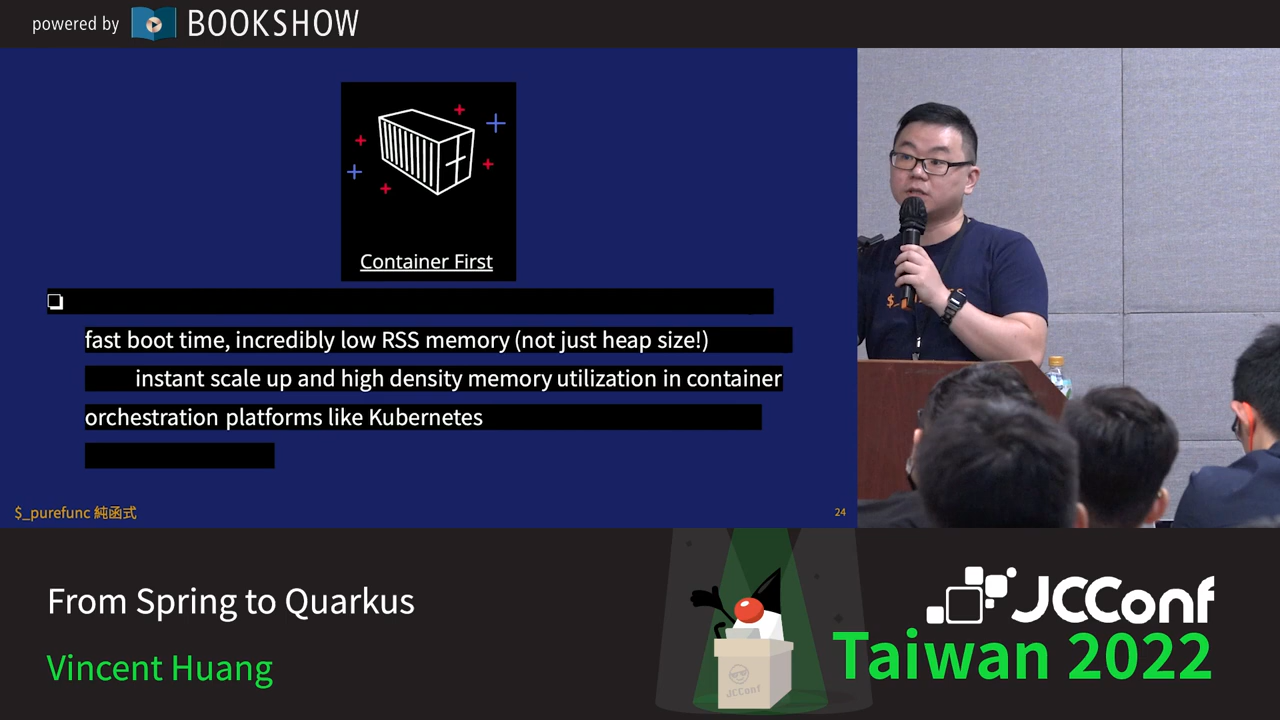 powered by BOOKSHOW
Container First
fast boot time, incredibly low RSS memory (not just heap size!)
instant scale up and high density memory utilization in container
orchestration platforms like Kubernetes
$_purefunc 純函式
24
From Spring to Quarkus
Vincent Huang
JCConf
JCConf
Taiwan 2022